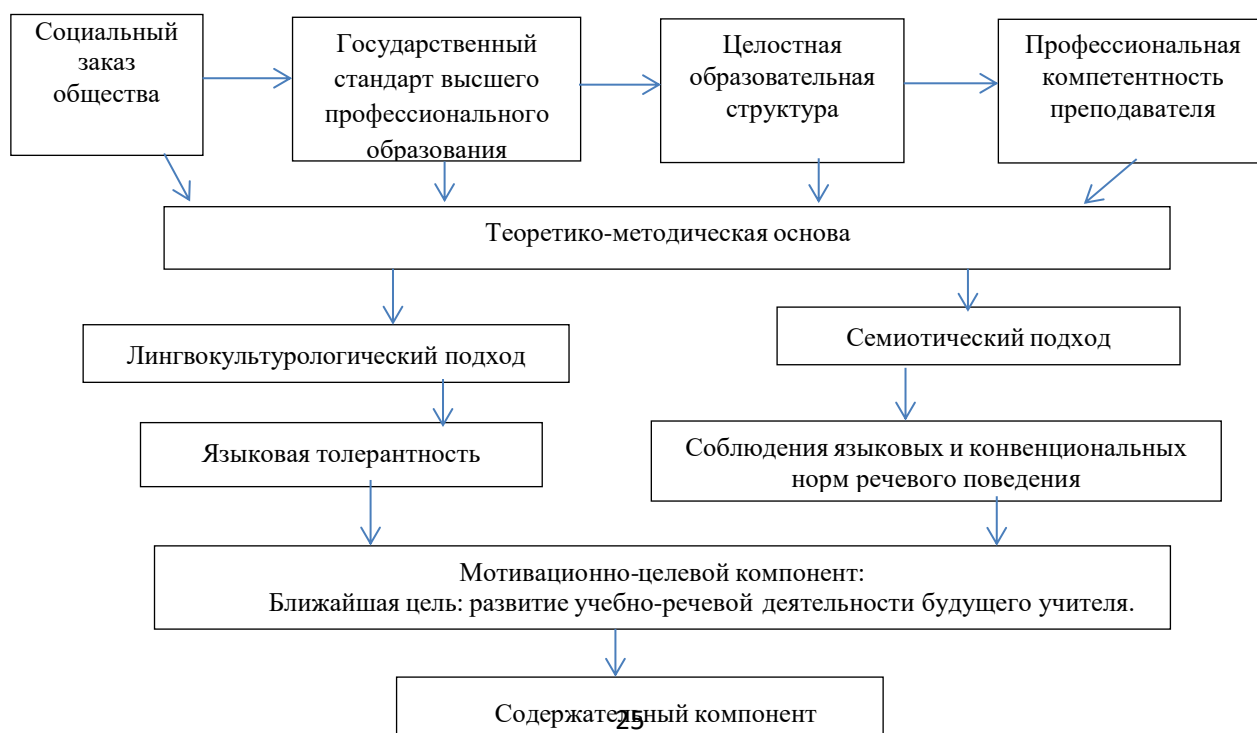 Социальный
заказ
общества
Государственный
стандарт высшего
профессионального
образования
Целостная
образовательная
структура
Профессиональная
компетентность
преподавателя
Теоретико-методическая основа
Лингвокультурологический подход
Семиотический подход
Языковая толерантность
Соблюдения языковых и конвенциональных
норм речевого поведения
Мотивационно-целевой компонент:
Ближайшая цель: развитие учебно-речевой деятельности будущего учителя.
Содержательный компонент
25